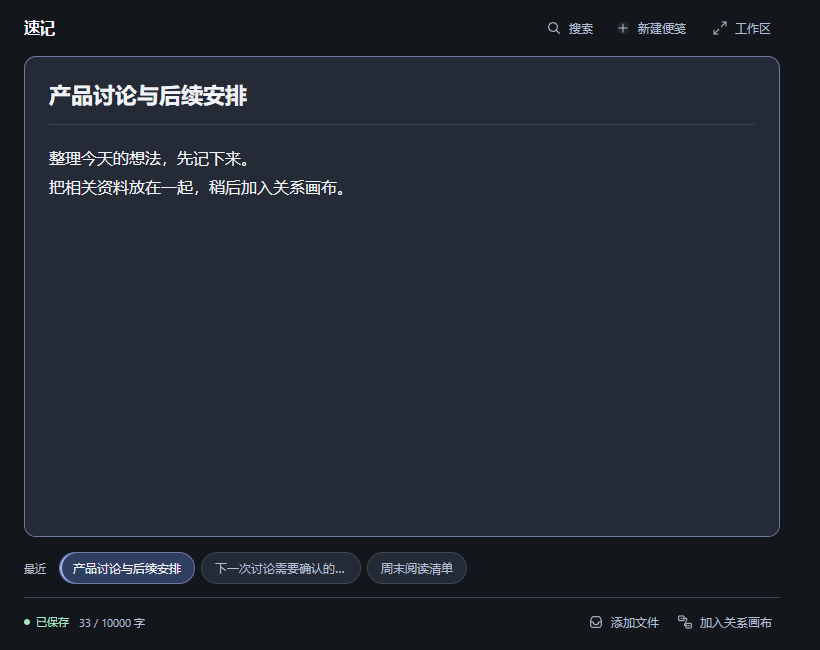 速记
搜索
新建便笺
工作区
产品讨论与后续安排
整理今天的想法，先记下来。
把相关资料放在一起，稍后加入关系画布。
最近
产品讨论与后续安排
下一次讨论需要确认的...
周末阅读清单
已保存
33 / 10000 字
添加文件
加入关系画布